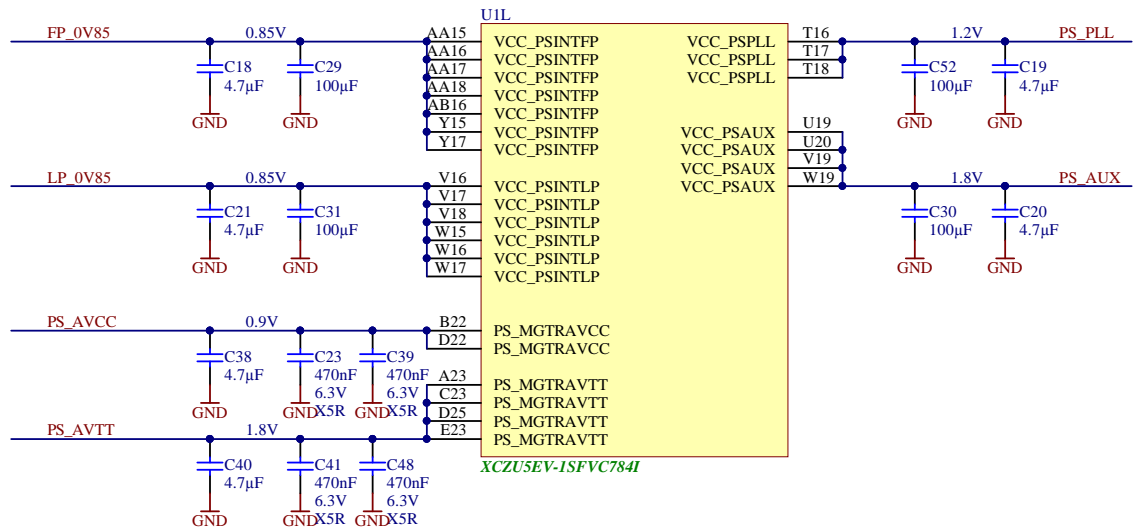 U1L
FP_0V85 0.85V
C18 4.7µF GND
C29 100µF GND
AA15 VCC_PSINTFP
AA16 VCC_PSINTFP
AA17 VCC_PSINTFP
AA18 VCC_PSINTFP
AB16 VCC_PSINTFP
Y15 VCC_PSINTFP
Y17 VCC_PSINTFP
LP_0V85 0.85V
C21 4.7µF GND
C31 100µF GND
V16 VCC_PSINTLP
V17 VCC_PSINTLP
V18 VCC_PSINTLP
W15 VCC_PSINTLP
W16 VCC_PSINTLP
W17 VCC_PSINTLP
PS_AVCC 0.9V
C38 4.7µF GND
C23 470nF 6.3V X5R GND
C39 470nF 6.3V X5R GND
B22 PS_MGTRAVCC
D22 PS_MGTRAVCC
A23 PS_MGTRAVTT
C23 PS_MGTRAVTT
D25 PS_MGTRAVTT
E23 PS_MGTRAVTT
PS_AVTT 1.8V
C40 4.7µF GND
C41 470nF 6.3V X5R GND
C48 470nF 6.3V X5R GND
VCC_PSPLL T16
VCC_PSPLL T17
VCC_PSPLL T18
1.2V PS_PLL
C52 100µF GND
C19 4.7µF GND
VCC_PSAUX U19
VCC_PSAUX U20
VCC_PSAUX V19
VCC_PSAUX W19
1.8V PS_AUX
C30 100µF GND
C20 4.7µF GND
XCZU5EV-1SFVC784I